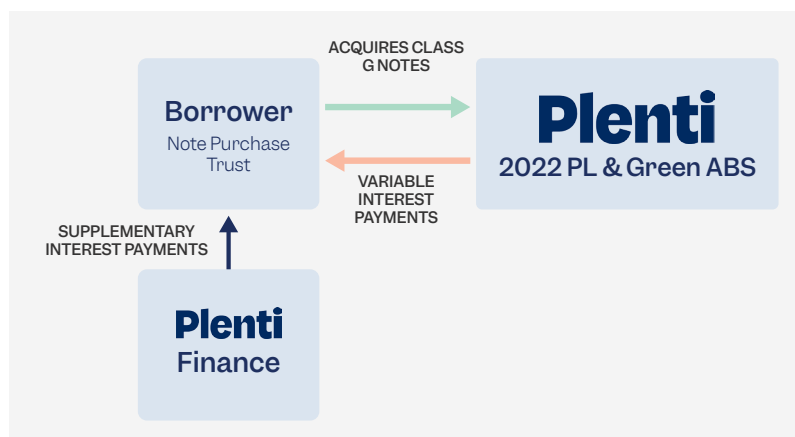 ACQUIRES CLASS
G NOTES
Borrower
Note Purchase
Trust
Plenti
2022 PL & Green ABS
VARIABLE
INTEREST
PAYMENTS
SUPPLEMENTARY
INTEREST PAYMENTS
Plenti
Finance